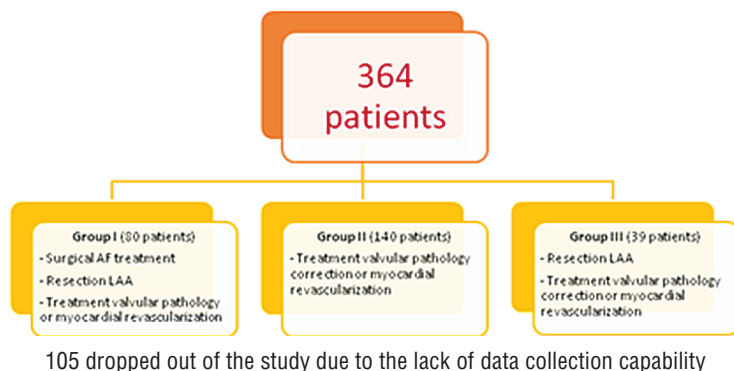 364
patients
Group I (80 patients)
- Surgical AF treatment
- Resection LAA
- Treatment valvular pathology
or myocardial revascularization
Group II (140 patients)
- Treatment valvular pathology
correction or myocardial
revascularization
Group III (39 patients)
- Resection LAA
- Treatment valvular pathology
correction or myocardial
revascularization
105 dropped out of the study due to the lack of data collection capability